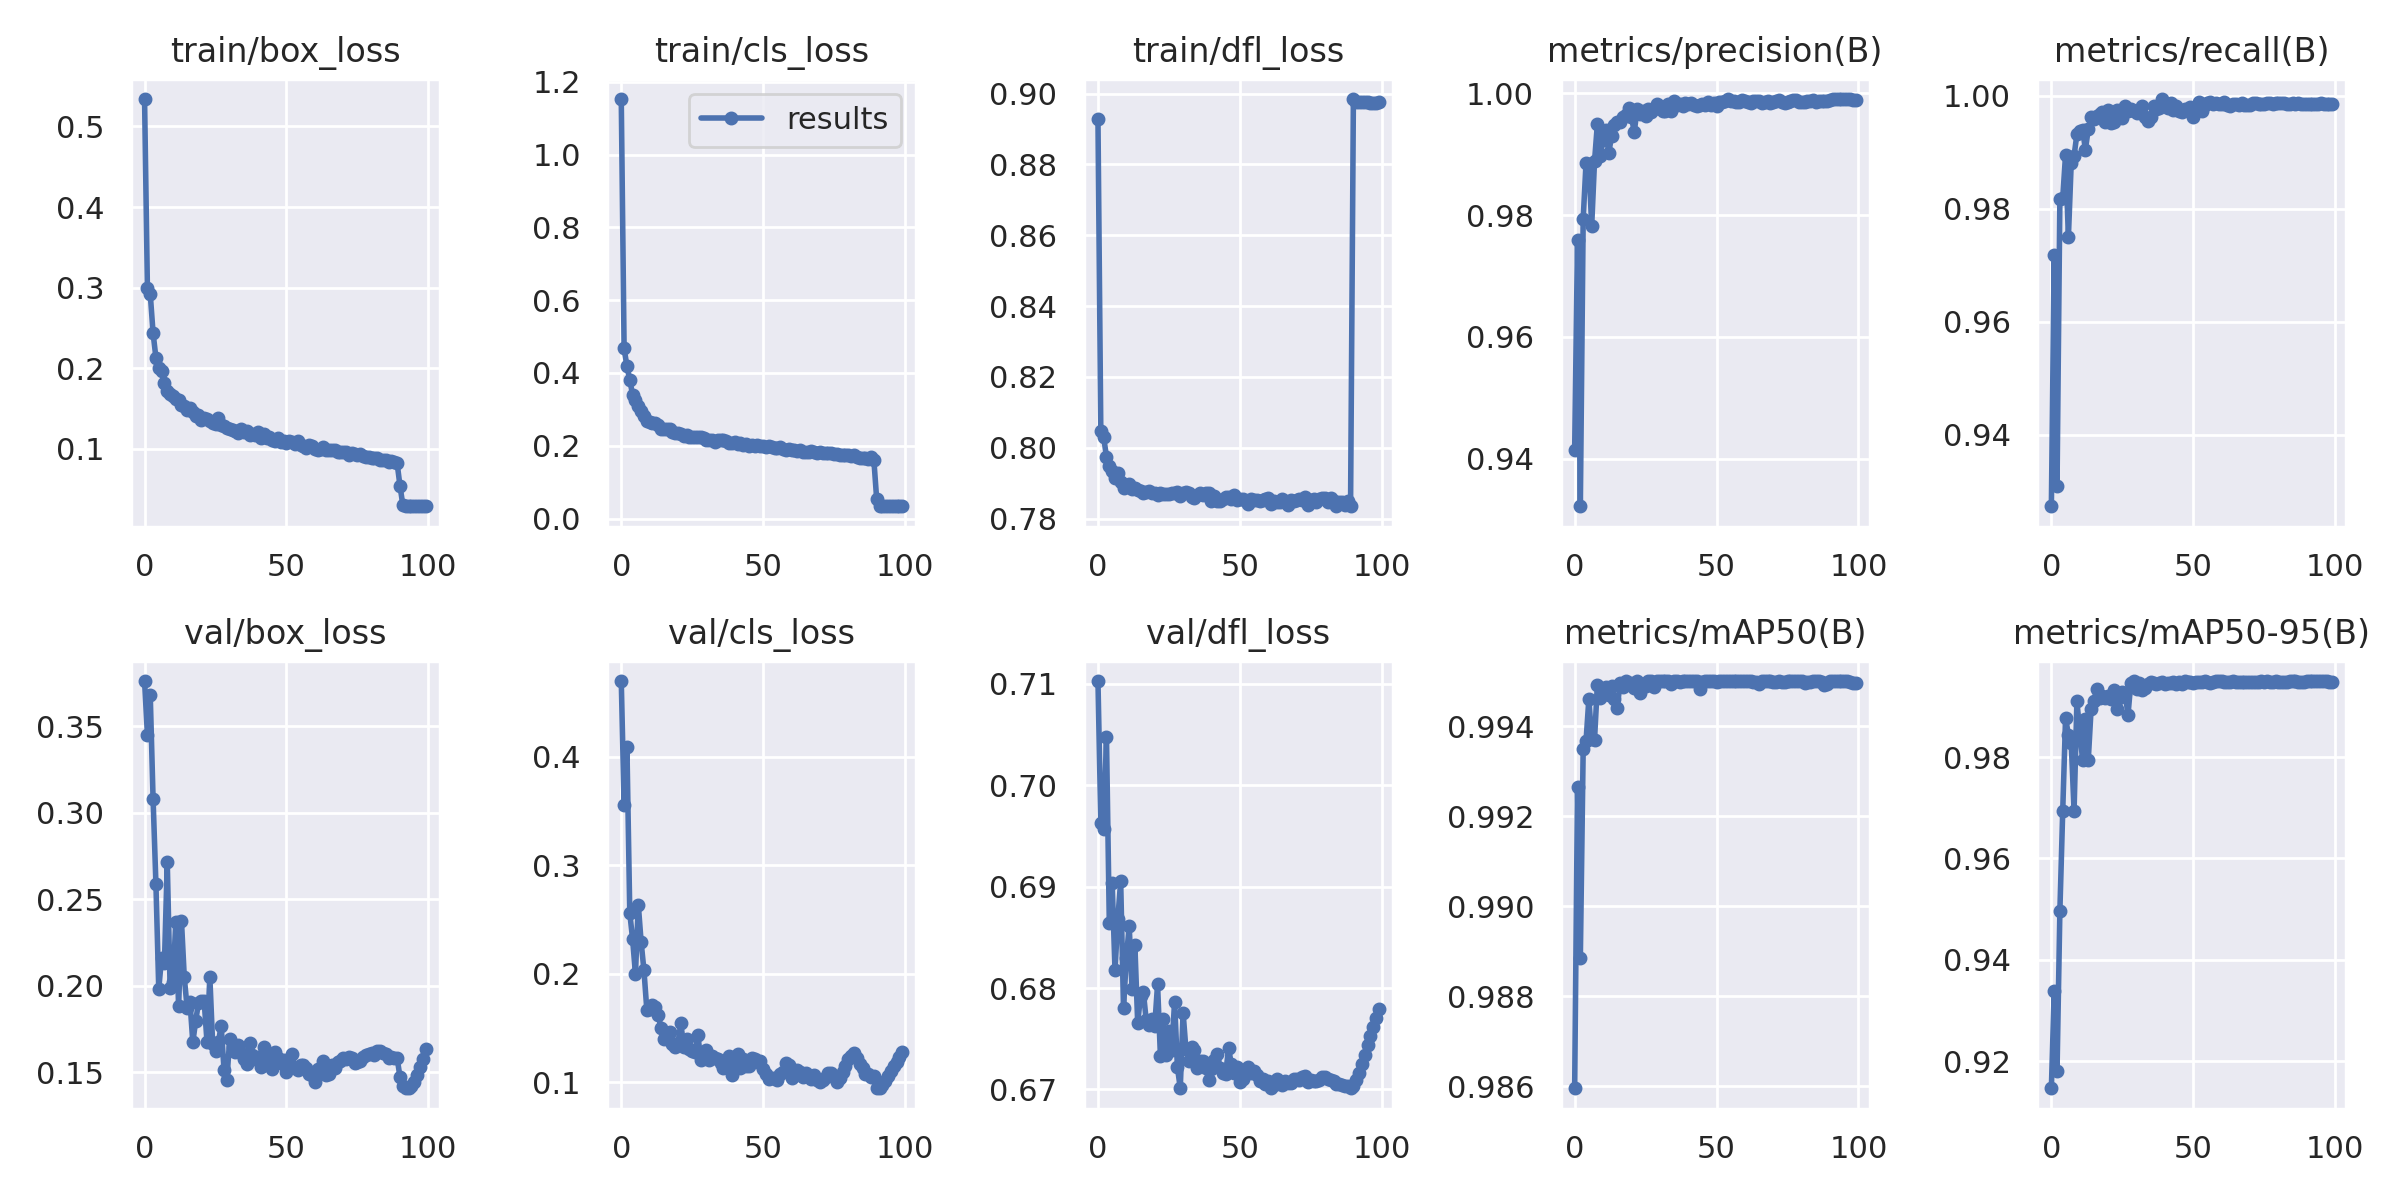 train/box_loss
0.5
0.4
0.3
0.2
0.1
0 50 100
train/cls_loss
results
1.2
1.0
0.8
0.6
0.4
0.2
0.0
0 50 100
train/dfl_loss
0.90
0.88
0.86
0.84
0.82
0.80
0.78
0 50 100
metrics/precision(B)
1.00
0.98
0.96
0.94
0 50 100
metrics/recall(B)
1.00
0.98
0.96
0.94
0 50 100
val/box_loss
0.35
0.30
0.25
0.20
0.15
0 50 100
val/cls_loss
0.4
0.3
0.2
0.1
0 50 100
val/dfl_loss
0.71
0.70
0.69
0.68
0.67
0 50 100
metrics/mAP50(B)
0.994
0.992
0.990
0.988
0.986
0 50 100
metrics/mAP50-95(B)
0.98
0.96
0.94
0.92
0 50 100